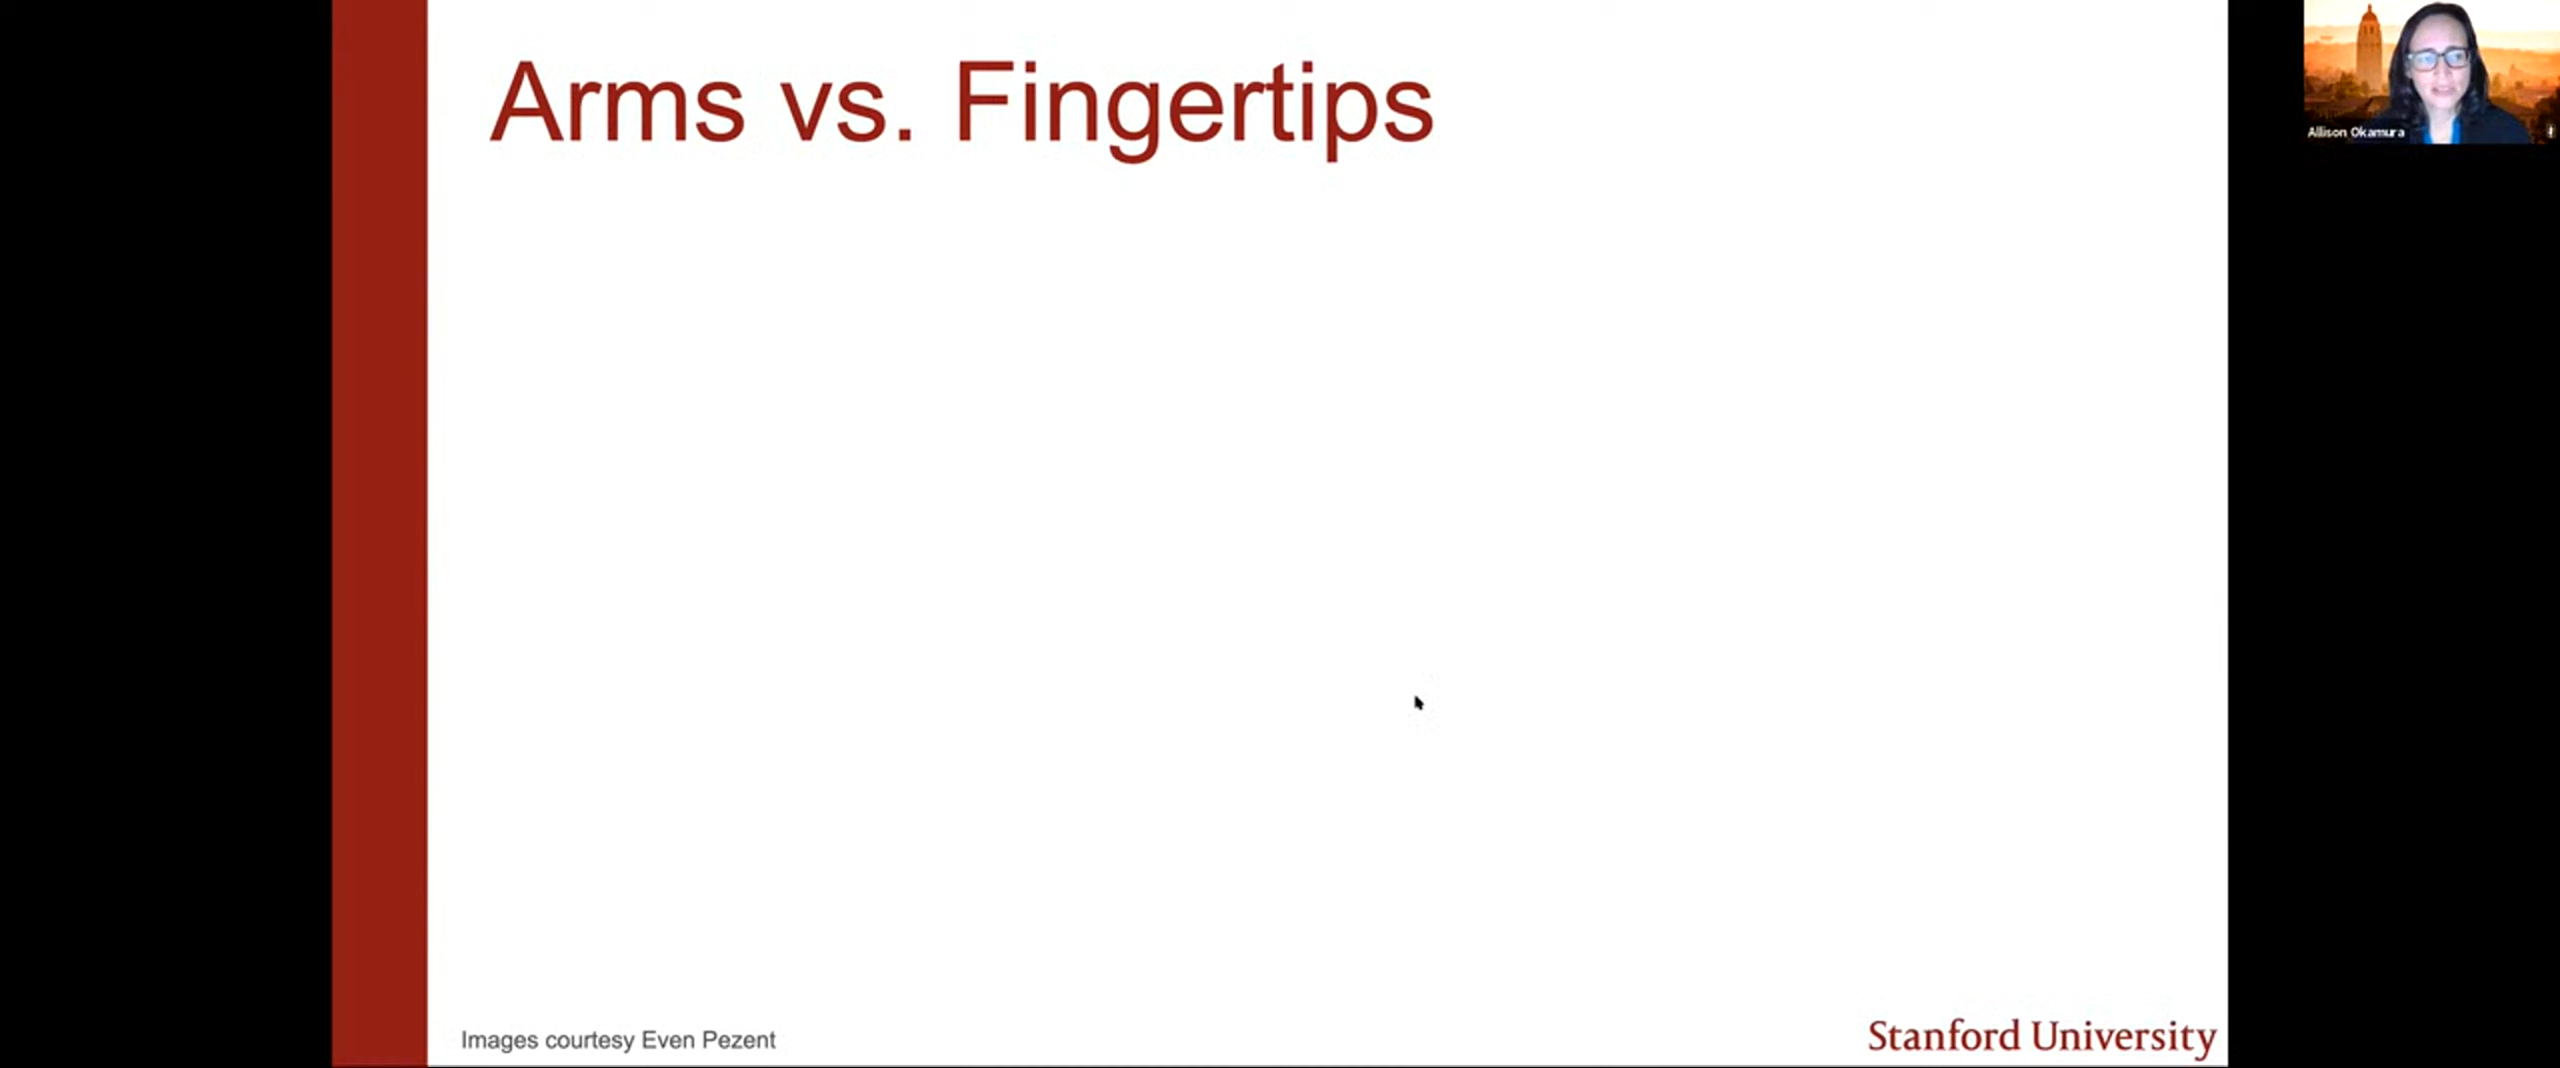 Arms vs. Fingertips
Allison Okamura
Images courtesy Even Pezent
Stanford University